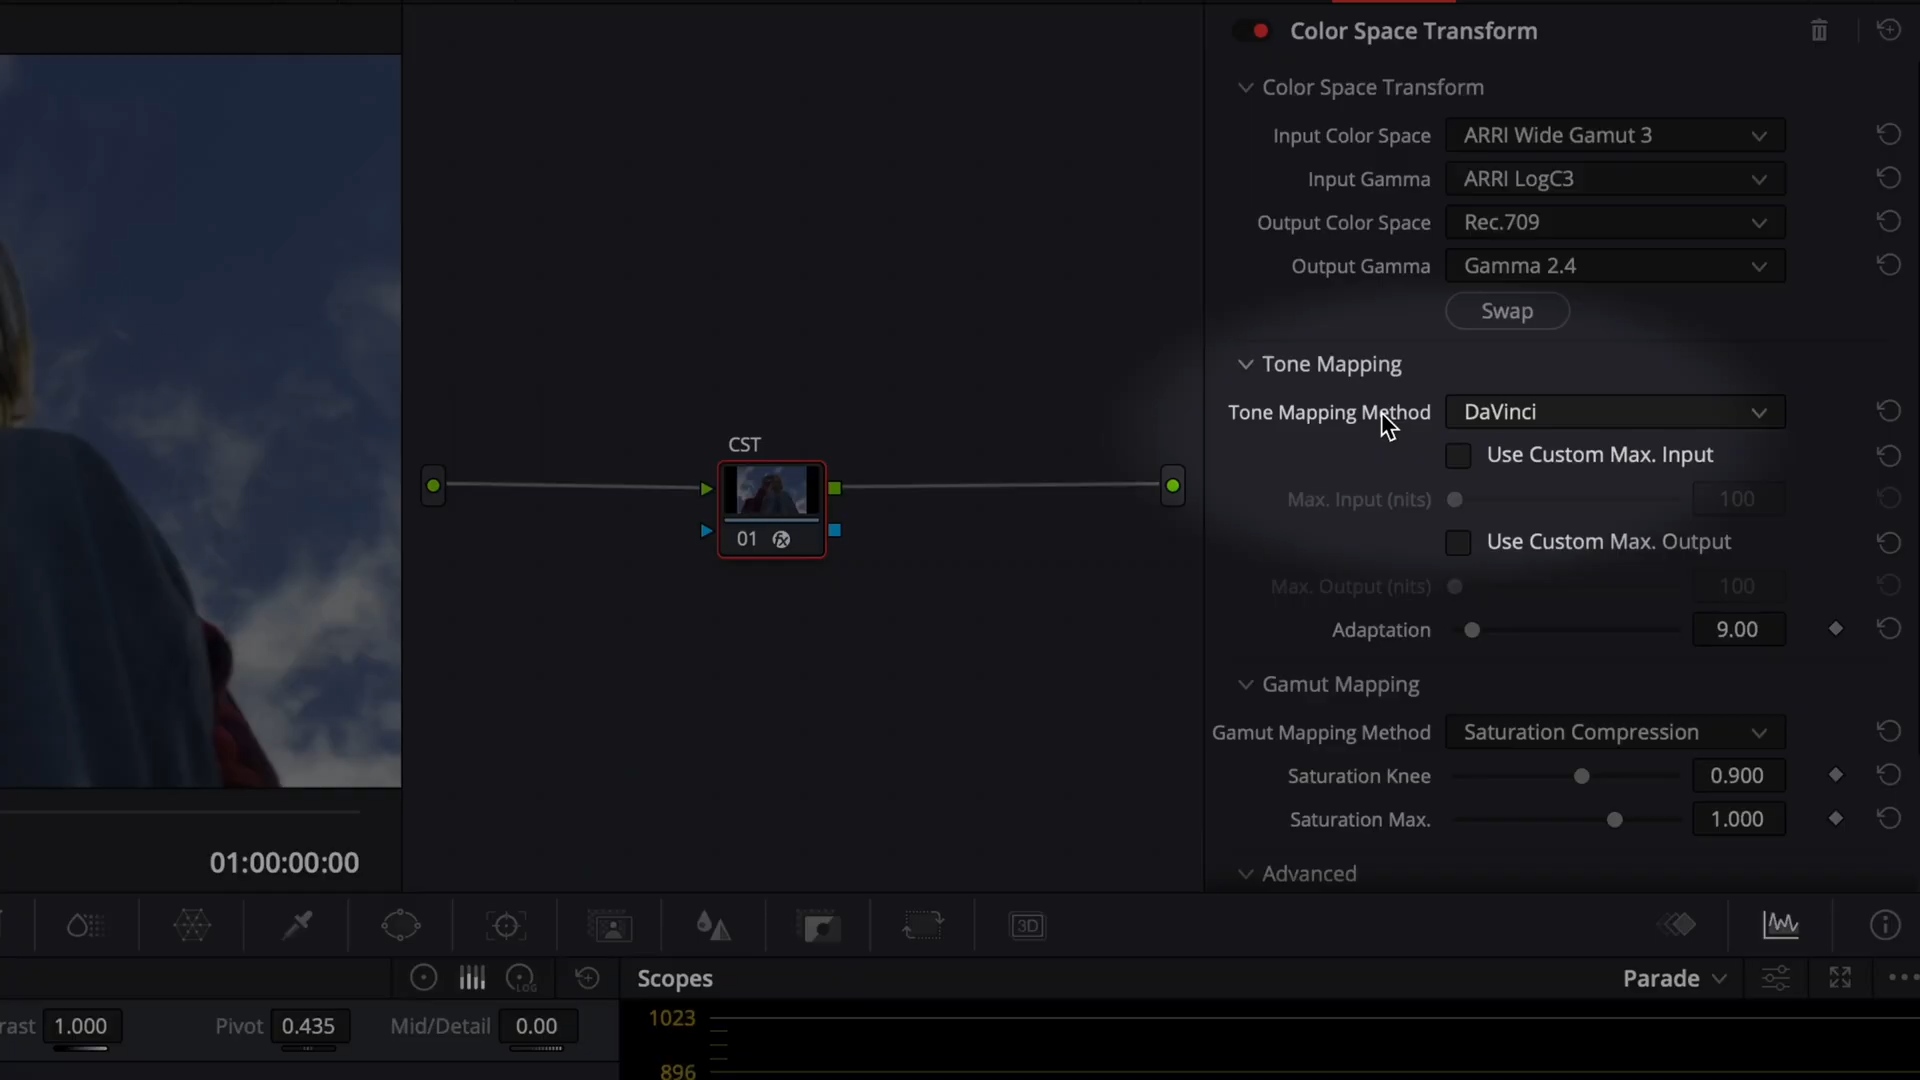 Color Space Transform
Color Space Transform
Input Color Space ARRI Wide Gamut 3
Input Gamma ARRI LogC3
Output Color Space Rec.709
Output Gamma Gamma 2.4
Swap
Tone Mapping
Tone Mapping Method DaVinci
Use Custom Max. Input
Max. Input (nits) 100
Use Custom Max. Output
Max. Output (nits) 100
Adaptation 9.00
Gamut Mapping
Gamut Mapping Method Saturation Compression
Saturation Knee 0.900
Saturation Max. 1.000
Advanced
CST
01 fx
01:00:00:00
3D
LOG
Scopes
Parade
rast 1.000 Pivot 0.435 Mid/Detail 0.00
1023
896